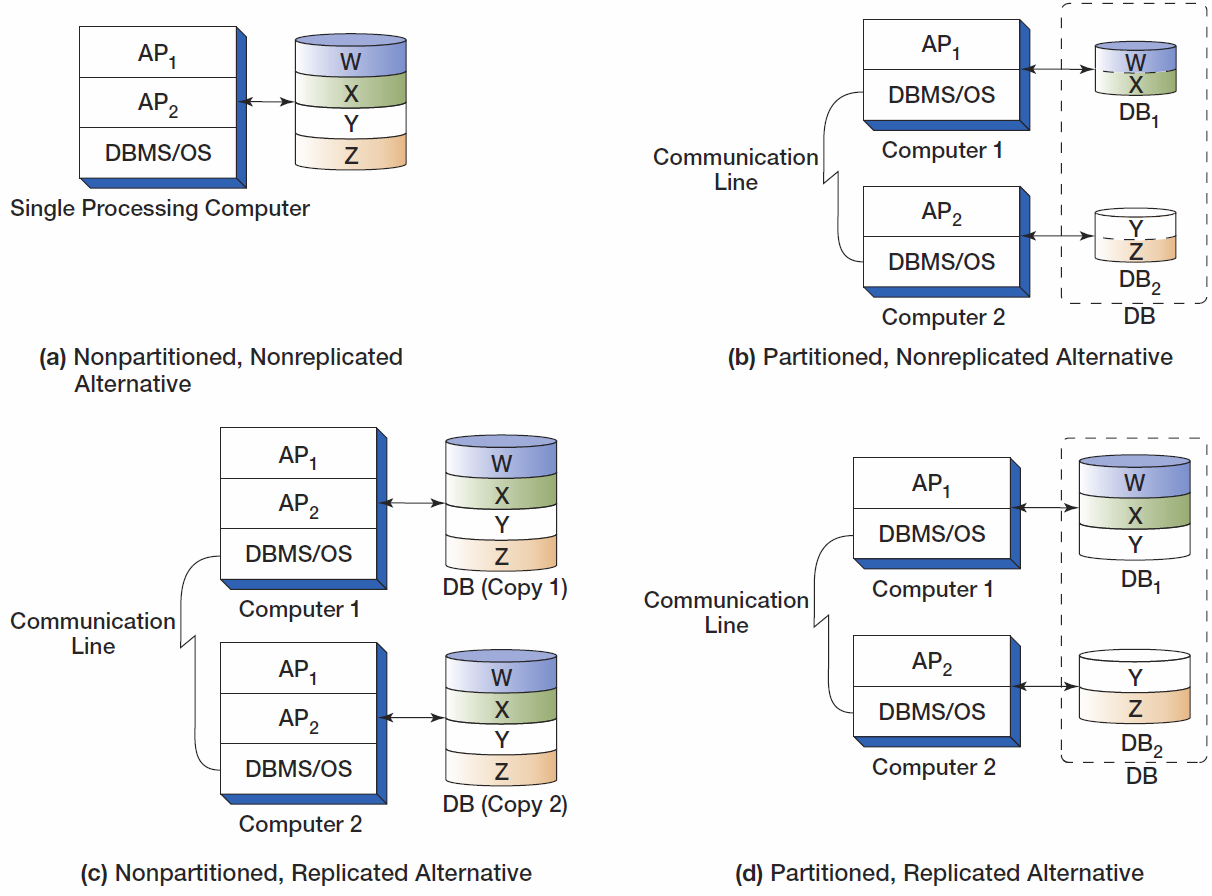 AP1
AP2
DBMS/OS
W
X
Y
Z
Single Processing Computer
(a) Nonpartitioned, Nonreplicated
Alternative
AP1
DBMS/OS
Computer 1
W
X
DB1
Communication
Line
AP2
DBMS/OS
Computer 2
Y
Z
DB2
DB
(b) Partitioned, Nonreplicated Alternative
AP1
AP2
DBMS/OS
Computer 1
W
X
Y
Z
DB (Copy 1)
Communication
Line
AP1
AP2
DBMS/OS
Computer 2
W
X
Y
Z
DB (Copy 2)
(c) Nonpartitioned, Replicated Alternative
AP1
DBMS/OS
Computer 1
W
X
Y
DB1
Communication
Line
AP2
DBMS/OS
Computer 2
Y
Z
DB2
DB
(d) Partitioned, Replicated Alternative